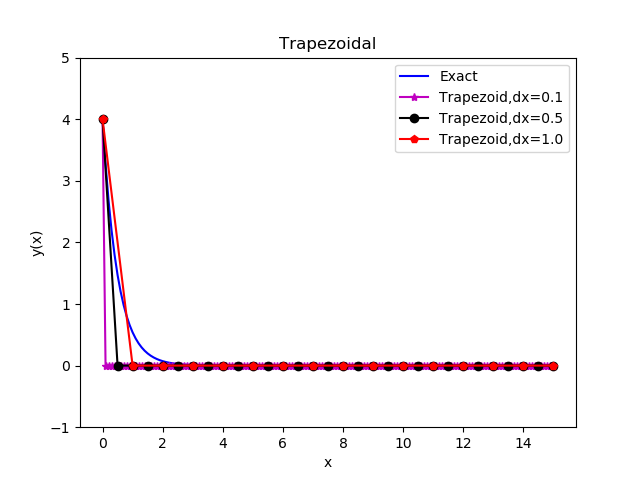 Trapezoidal
Exact
Trapezoid,dx=0.1
Trapezoid,dx=0.5
Trapezoid,dx=1.0
5
4
3
2
1
0
−1
y(x)
0 2 4 6 8 10 12 14
x